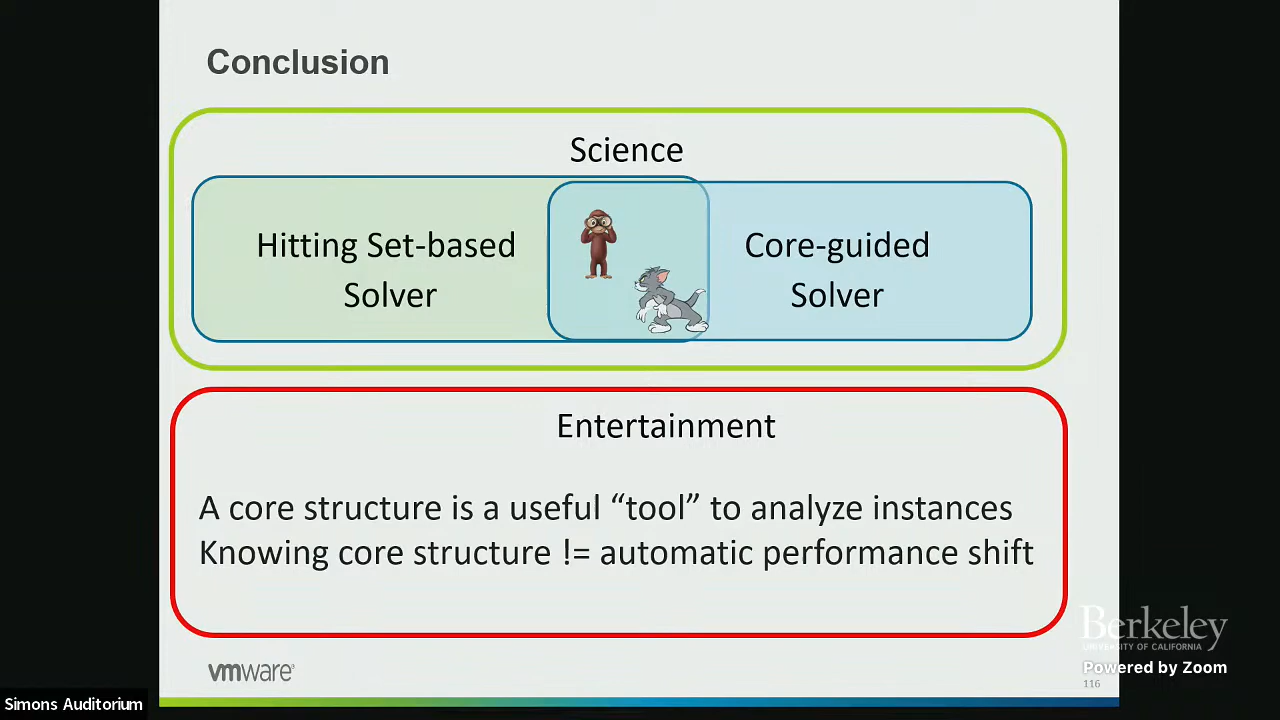 Conclusion
Science
Hitting Set-based
Solver
Core-guided
Solver
Entertainment
A core structure is a useful “tool” to analyze instances
Knowing core structure != automatic performance shift
Berkeley
UNIVERSITY OF CALIFORNIA
Powered by Zoom
vmware
116
Simons Auditorium